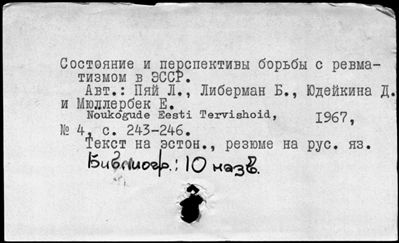 Состояние и перспективы борьбы с ревма-
тизмом в ЭССР.
Авт.: Пяй Л., Либерман Б., Юдейкина Д.
и Мюллербек Е.
Noukogude Eesti Tervishoid, 1967,
№ 4, с. 243-246.
Текст на эстон., резюме на рус. яз.
Библиогр.: 10 назв.